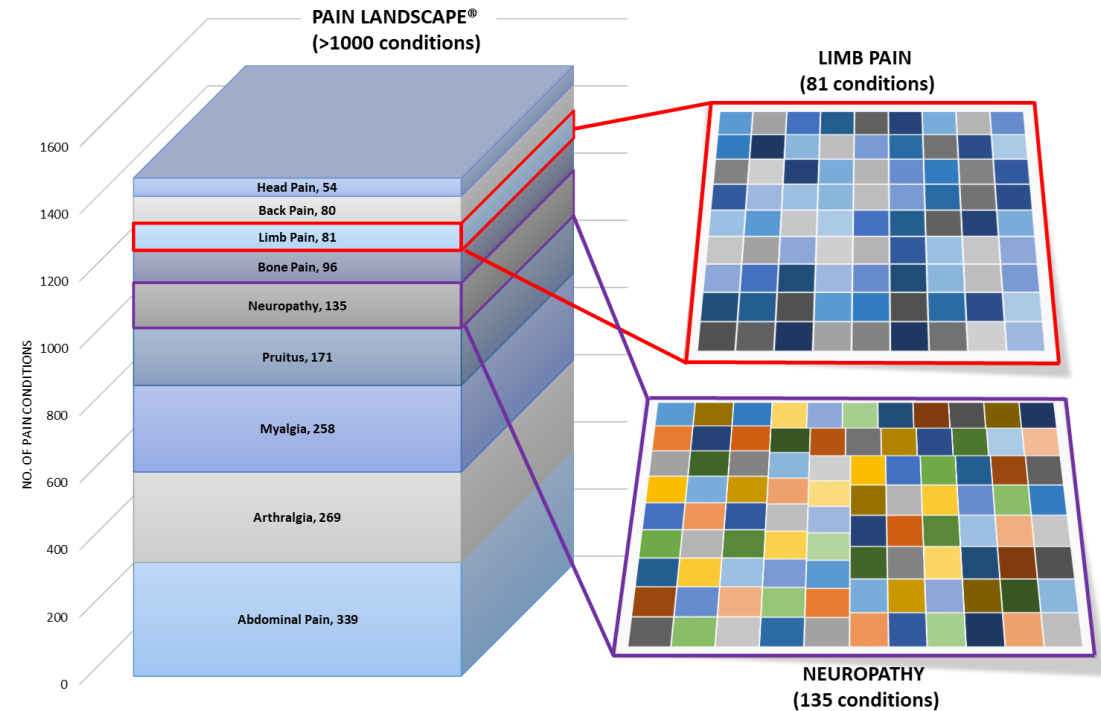 PAIN LANDSCAPE®
(>1000 conditions)
LIMB PAIN
(81 conditions)
1600
1400
1200
1000
800
600
400
200
0
NO. OF PAIN CONDITIONS
Head Pain, 54
Back Pain, 80
Limb Pain, 81
Bone Pain, 96
Neuropathy, 135
Pruitus, 171
Myalgia, 258
Arthralgia, 269
Abdominal Pain, 339
NEUROPATHY
(135 conditions)